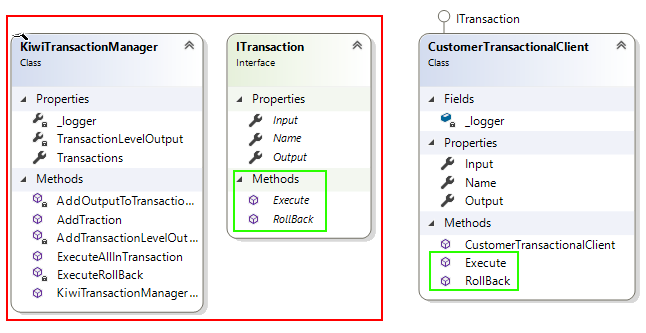 KiwiTransactionManager
Class
Properties
_logger
TransactionLevelOutput
Transactions
Methods
AddOutputToTransactio...
AddTraction
AddTransactionLevelOut...
ExecuteAllInTransaction
ExecuteRollBack
KiwiTransactionManager...
ITransaction
Interface
Properties
Input
Name
Output
Methods
Execute
RollBack
ITransaction
CustomerTransactionalClient
Class
Fields
_logger
Properties
Input
Name
Output
Methods
CustomerTransactionalClient
Execute
RollBack